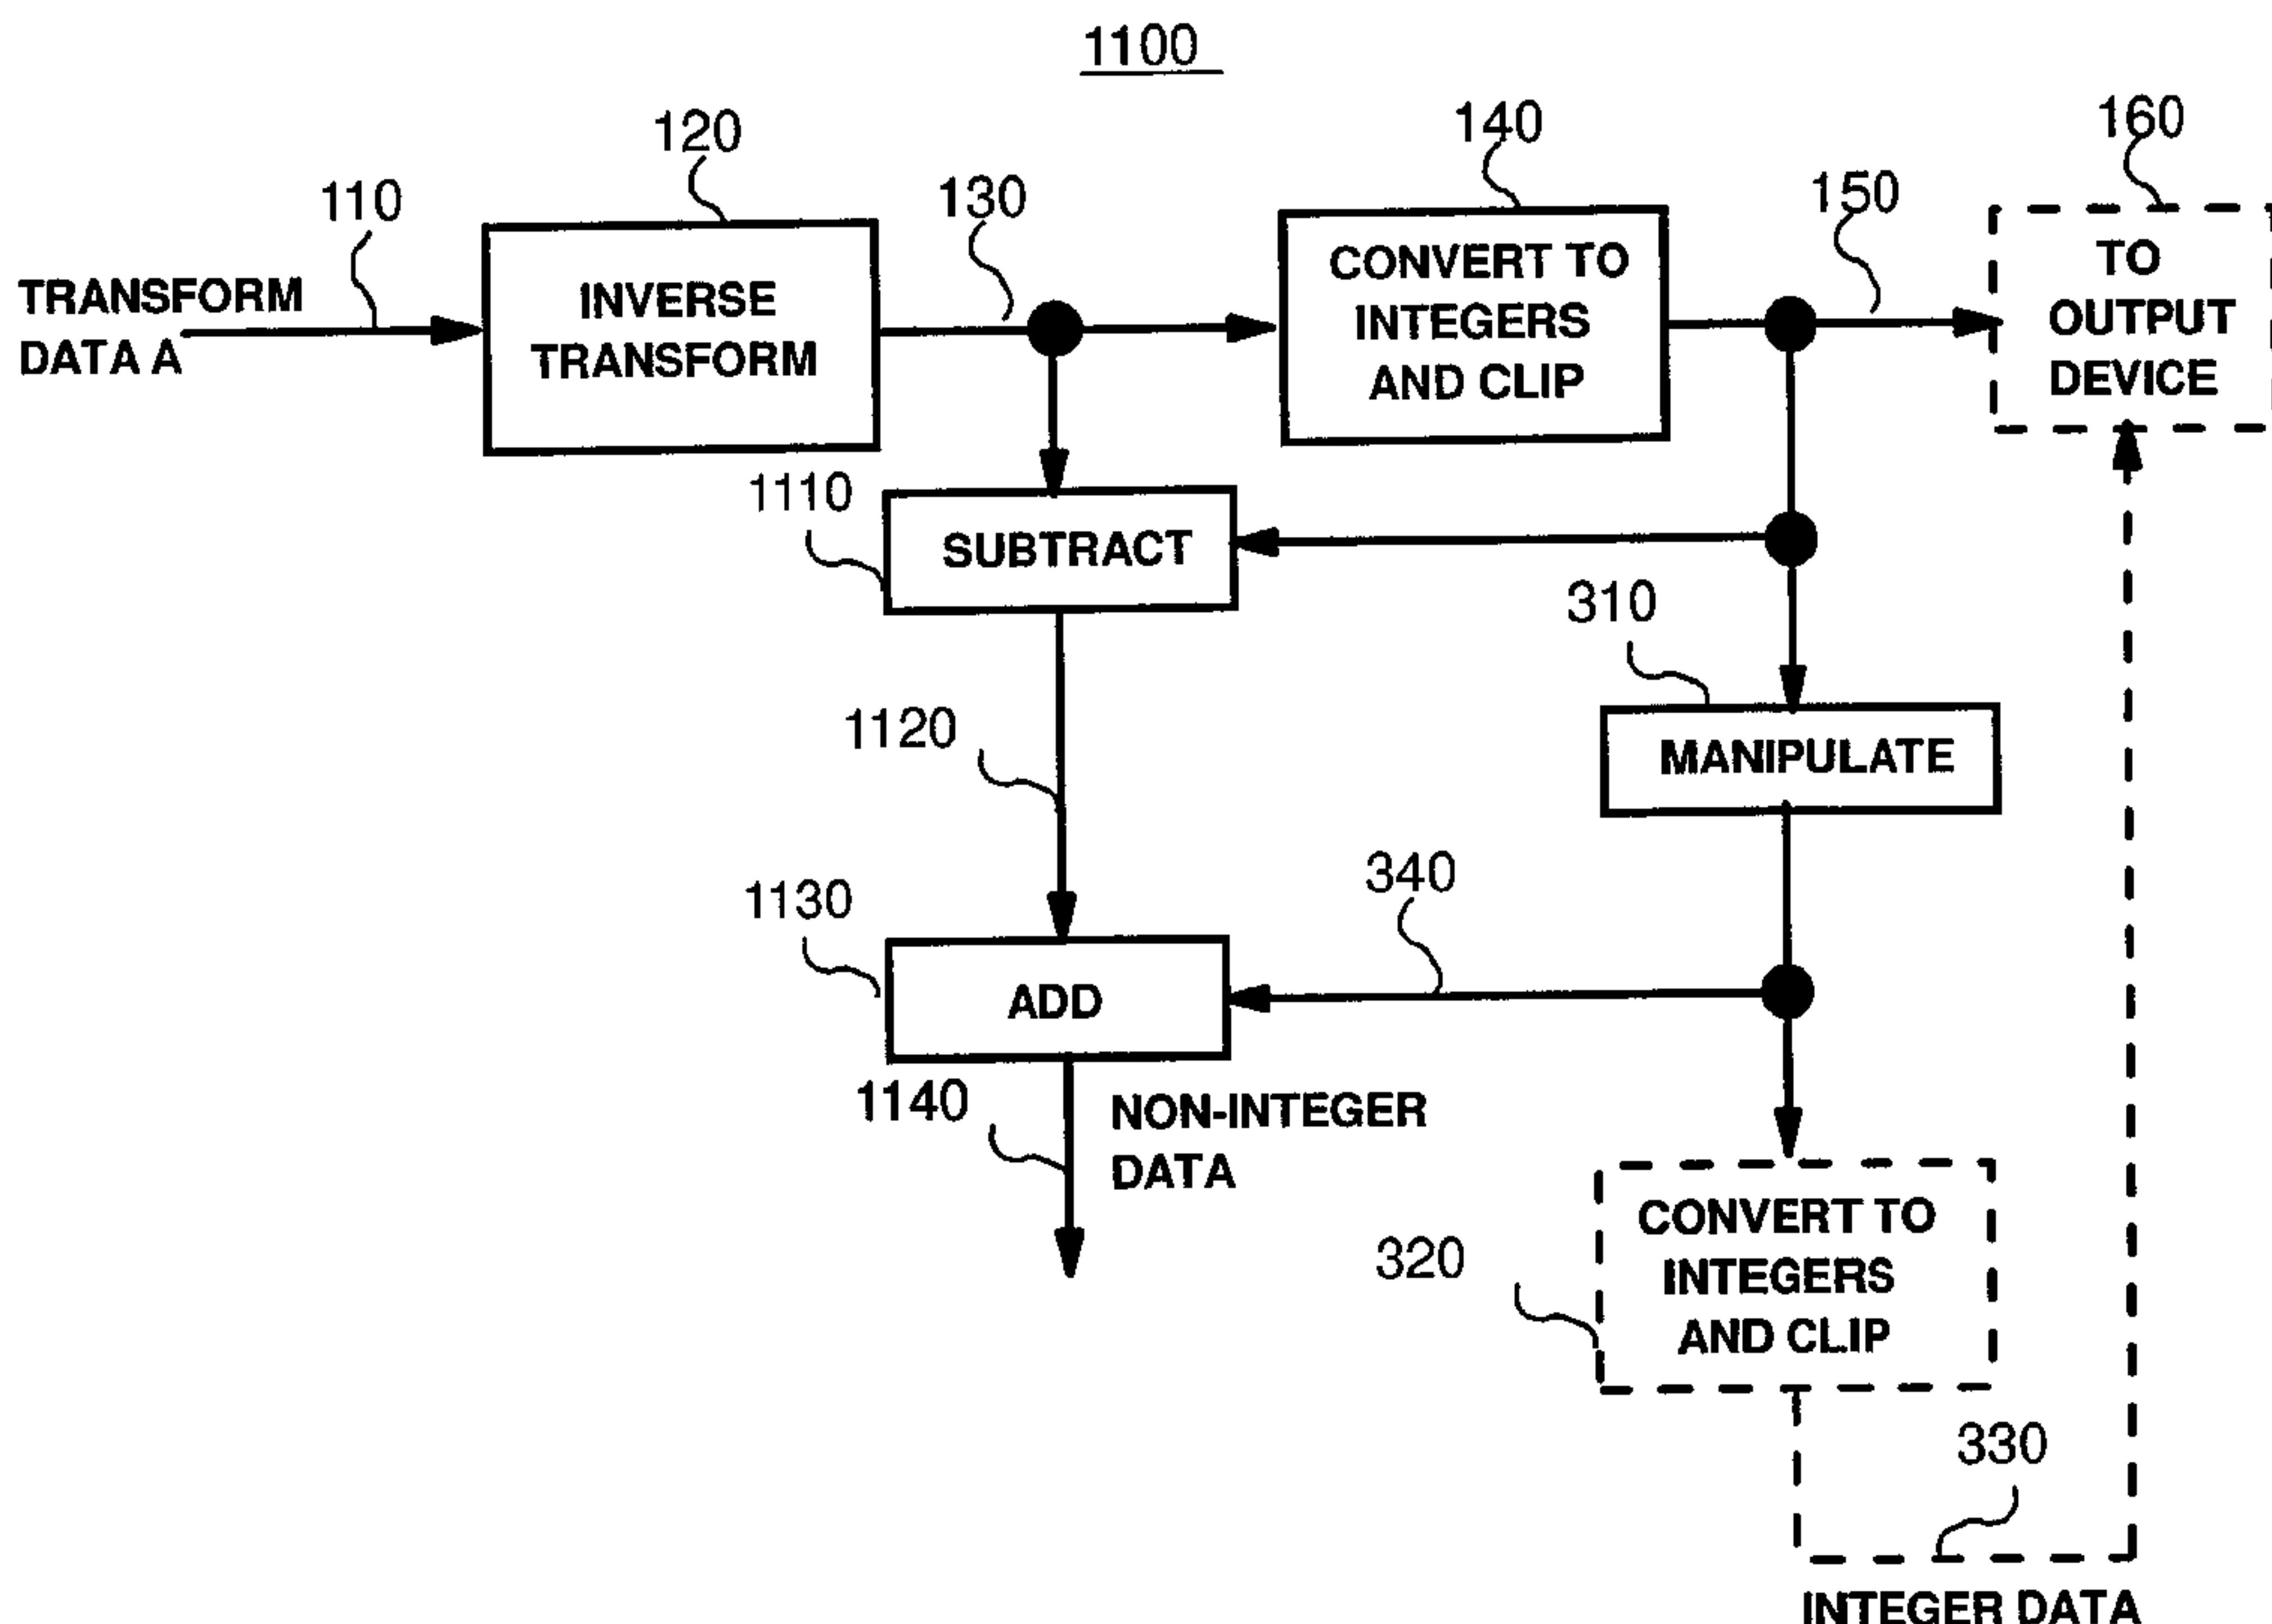 1100
120
140
160
110
130
150
TRANSFORM
DATA A
INVERSE
TRANSFORM
CONVERT TO
INTEGERS
AND CLIP
TO
OUTPUT
DEVICE
1110
SUBTRACT
310
1120
MANIPULATE
1130
340
ADD
1140
NON-INTEGER
DATA
320
CONVERT TO
INTEGERS
AND CLIP
330
INTEGER DATA